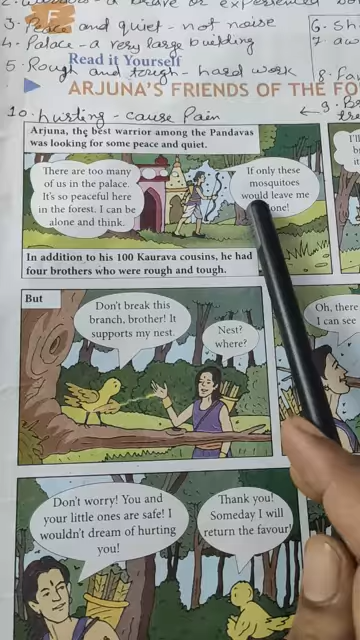 F
3. Peace and quiet - not noise
4. Palace - a very large building
5. Rough and tough - hard work
6. Sh
7. aw
Read it Yourself
ARJUNA'S FRIENDS OF THE FO
10. hurting - cause Pain
Arjuna, the best warrior among the Pandavas
was looking for some peace and quiet.
There are too many
of us in the palace.
It's so peaceful here
in the forest. I can be
alone and think.
If only these
mosquitoes
would leave me
one!
In addition to his 100 Kaurava cousins, he had
four brothers who were rough and tough.
But
Don't break this
branch, brother! It
supports my nest.
Nest?
where?
Oh, there
I can see
Don't worry! You and
your little ones are safe! I
wouldn't dream of hurting
you!
Thank you!
Someday I will
return the favour!